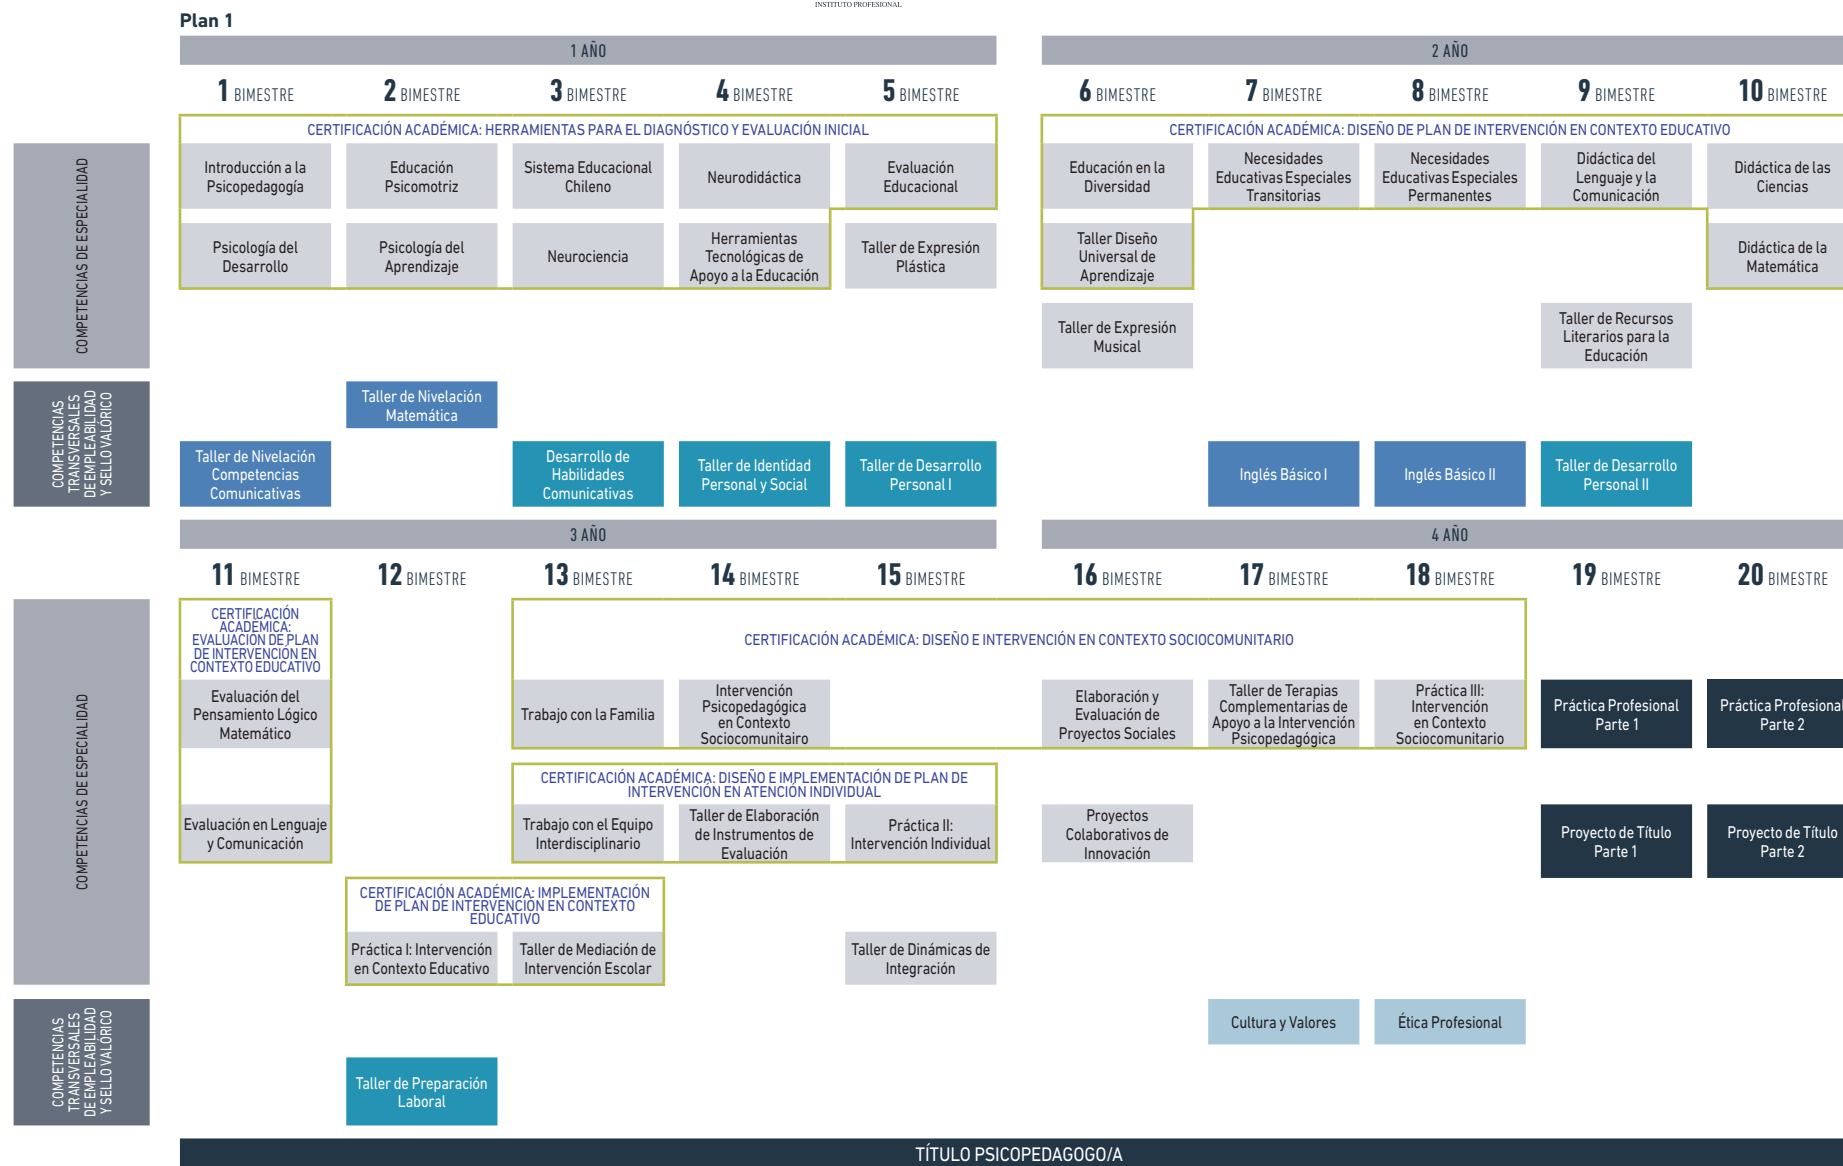 INSTITUTO PROFESIONAL
Plan 1
1 AÑO
2 AÑO
1 BIMESTRE
2 BIMESTRE
3 BIMESTRE
4 BIMESTRE
5 BIMESTRE
6 BIMESTRE
7 BIMESTRE
8 BIMESTRE
9 BIMESTRE
10 BIMESTRE
CERTIFICACIÓN ACADÉMICA: HERRAMIENTAS PARA EL DIAGNÓSTICO Y EVALUACIÓN INICIAL
CERTIFICACIÓN ACADÉMICA: DISEÑO DE PLAN DE INTERVENCIÓN EN CONTEXTO EDUCATIVO
COMPETENCIAS DE ESPECIALIDAD
Introducción a la
Psicopedagogía
Educación
Psicomotriz
Sistema Educacional
Chileno
Neurodidáctica
Evaluación
Educacional
Educación en la
Diversidad
Necesidades
Educativas Especiales
Transitorias
Necesidades
Educativas Especiales
Permanentes
Didáctica del
Lenguaje y la
Comunicación
Didáctica de las
Ciencias
Psicología del
Desarrollo
Psicología del
Aprendizaje
Neurociencia
Herramientas
Tecnológicas de
Apoyo a la Educación
Taller de Expresión
Plástica
Taller Diseño
Universal de
Aprendizaje
Didáctica de la
Matemática
Taller de Expresión
Musical
Taller de Recursos
Literarios para la
Educación
COMPETENCIAS
TRANSVERSALES
DE EMPLEABILIDAD
Y SELLO VALÓRICO
Taller de Nivelación
Matemática
Taller de Nivelación
Competencias
Comunicativas
Desarrollo de
Habilidades
Comunicativas
Taller de Identidad
Personal y Social
Taller de Desarrollo
Personal I
Inglés Básico I
Inglés Básico II
Taller de Desarrollo
Personal II
3 AÑO
4 AÑO
11 BIMESTRE
12 BIMESTRE
13 BIMESTRE
14 BIMESTRE
15 BIMESTRE
16 BIMESTRE
17 BIMESTRE
18 BIMESTRE
19 BIMESTRE
20 BIMESTRE
CERTIFICACIÓN
ACADÉMICA:
EVALUACIÓN DE PLAN
DE INTERVENCIÓN EN
CONTEXTO EDUCATIVO
CERTIFICACIÓN ACADÉMICA: DISEÑO E INTERVENCIÓN EN CONTEXTO SOCIOCOMUNITARIO
COMPETENCIAS DE ESPECIALIDAD
Evaluación del
Pensamiento Lógico
Matemático
Trabajo con la Familia
Intervención
Psicopedagógica
en Contexto
Sociocomunitairo
Elaboración y
Evaluación de
Proyectos Sociales
Taller de Terapias
Complementarias de
Apoyo a la Intervención
Psicopedagógica
Práctica III:
Intervención
en Contexto
Sociocomunitario
Práctica Profesional
Parte 1
Práctica Profesional
Parte 2
CERTIFICACIÓN ACADÉMICA: DISEÑO E IMPLEMENTACIÓN DE PLAN DE
INTERVENCIÓN EN ATENCIÓN INDIVIDUAL
Evaluación en Lenguaje
y Comunicación
Trabajo con el Equipo
Interdisciplinario
Taller de Elaboración
de Instrumentos de
Evaluación
Práctica II:
Intervención Individual
Proyectos
Colaborativos de
Innovación
Proyecto de Título
Parte 1
Proyecto de Título
Parte 2
CERTIFICACIÓN ACADÉMICA: IMPLEMENTACIÓN
DE PLAN DE INTERVENCIÓN EN CONTEXTO
EDUCATIVO
Práctica I: Intervención
en Contexto Educativo
Taller de Mediación de
Intervención Escolar
Taller de Dinámicas de
Integración
COMPETENCIAS
TRANSVERSALES
DE EMPLEABILIDAD
Y SELLO VALÓRICO
Cultura y Valores
Ética Profesional
Taller de Preparación
Laboral
TÍTULO PSICOPEDAGOGO/A